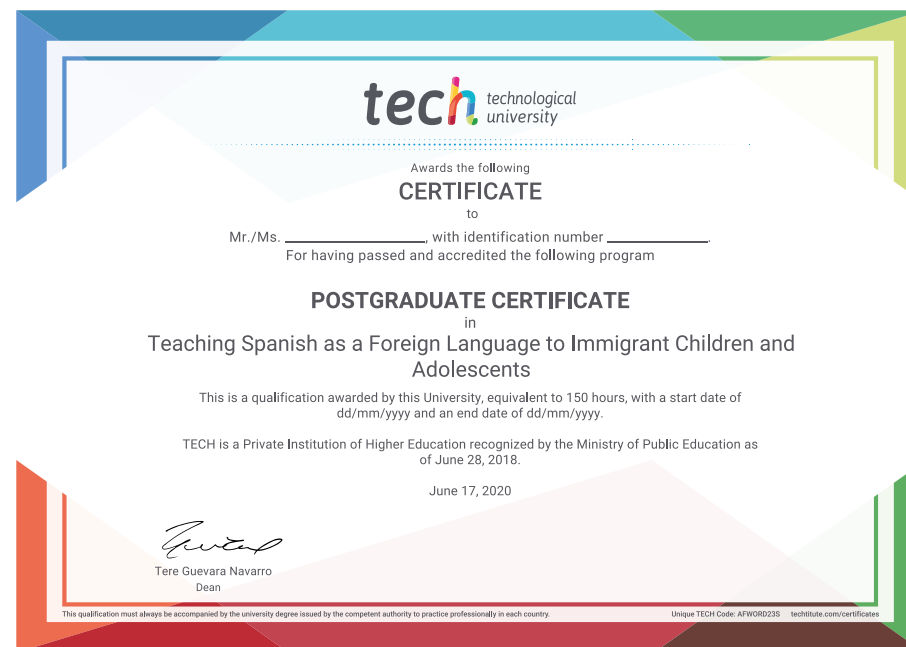 tech technological
university
Awards the following
CERTIFICATE
to
Mr./Ms. ____________________, with identification number ______________.
For having passed and accredited the following program
POSTGRADUATE CERTIFICATE
in
Teaching Spanish as a Foreign Language to Immigrant Children and
Adolescents
This is a qualification awarded by this University, equivalent to 150 hours, with a start date of
dd/mm/yyyy and an end date of dd/mm/yyyy.
TECH is a Private Institution of Higher Education recognized by the Ministry of Public Education as
of June 28, 2018.
June 17, 2020
Tere Guevara Navarro
Dean
This qualification must always be accompanied by the university degree issued by the competent authority to practice professionally in each country. Unique TECH Code: AFWORD23S techtitute.com/certificates